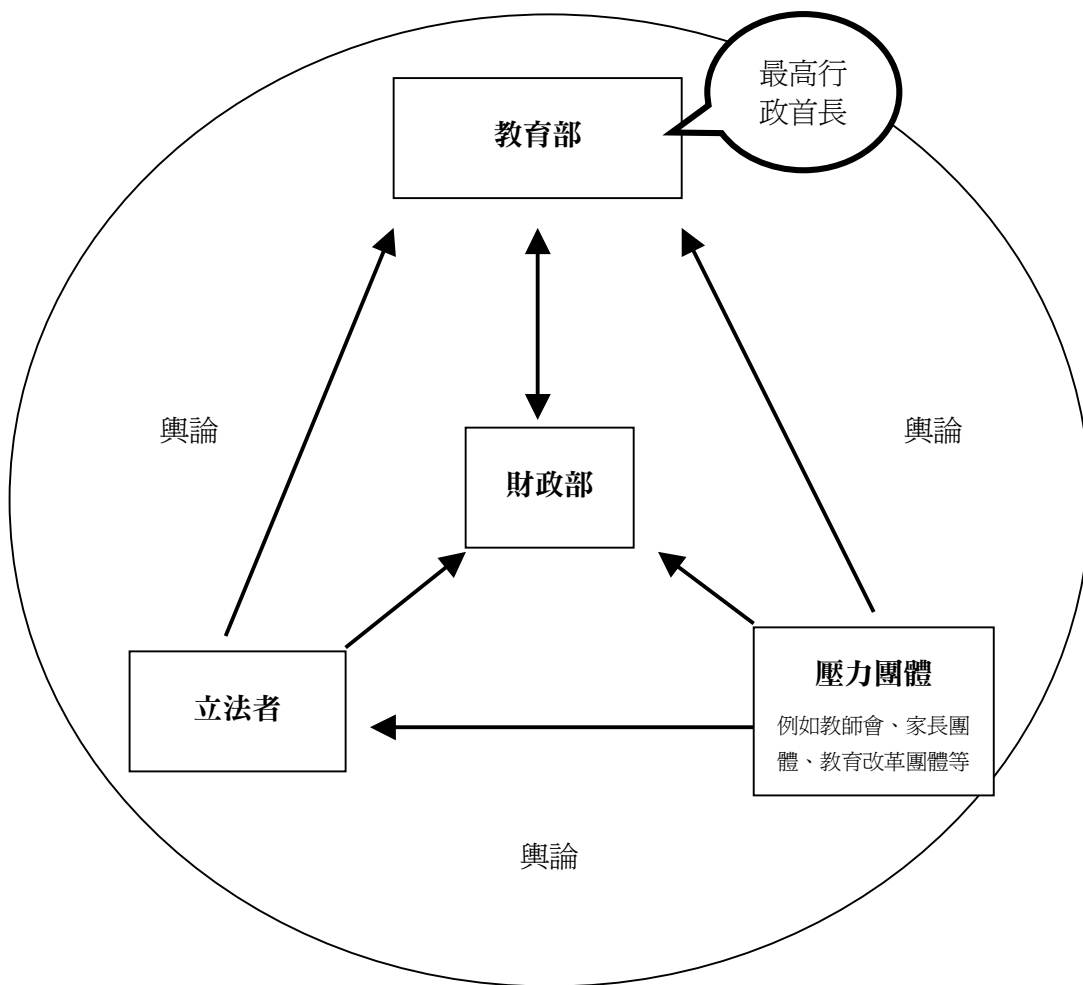 最高行
政首長
教育部
輿論
輿論
財政部
立法者
壓力團體
例如教師會、家長團
體、教育改革團體等
輿論